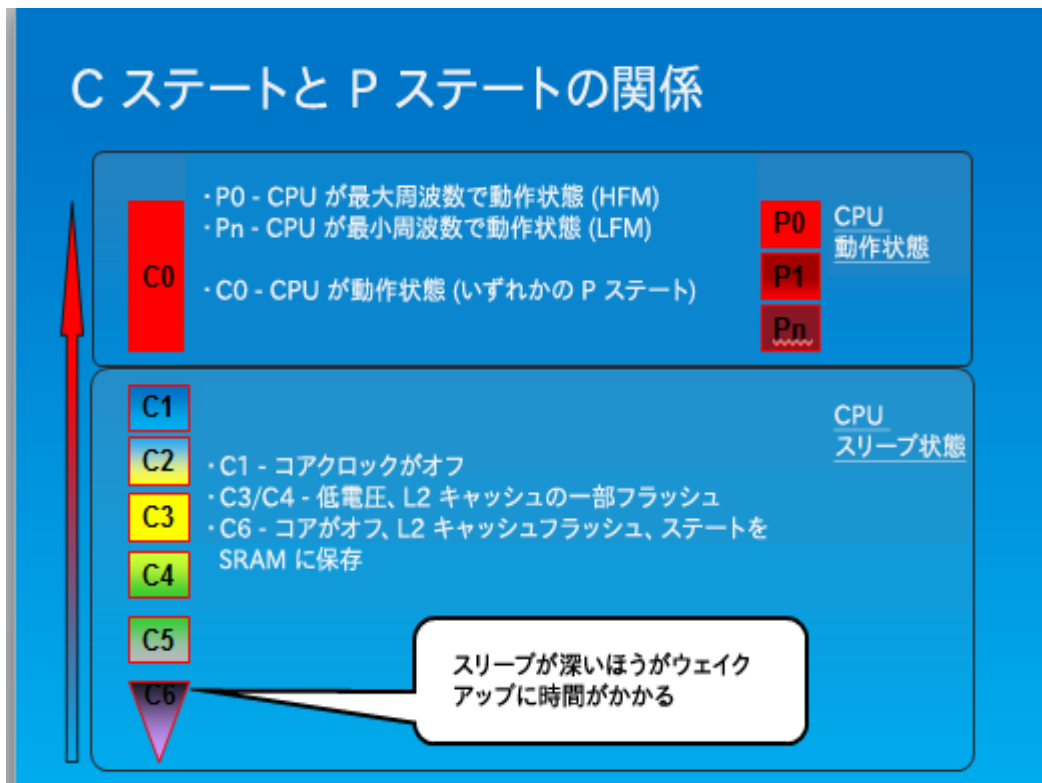 C ステートと P ステートの関係
C0
・P0 - CPU が最大周波数で動作状態 (HFM)
・Pn - CPU が最小周波数で動作状態 (LFM)
・C0 - CPU が動作状態 (いずれかの P ステート)
P0
P1
Pn
CPU
動作状態
C1
C2
C3
C4
C5
C6
・C1 - コアクロックがオフ
・C3/C4 - 低電圧、L2 キャッシュの一部フラッシュ
・C6 - コアがオフ、L2 キャッシュフラッシュ、ステートを
SRAM に保存
CPU
スリープ状態
スリープが深いほうがウェイク
アップに時間がかかる